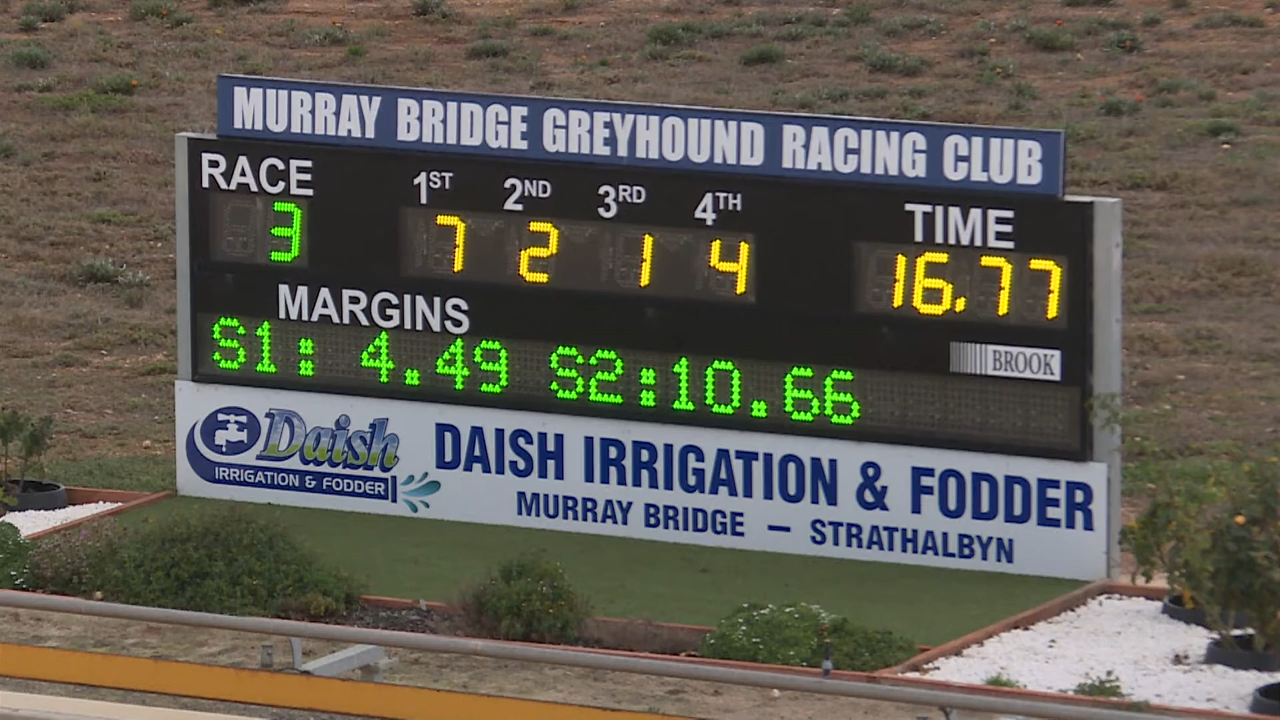 MURRAY BRIDGE GREYHOUND RACING CLUB
RACE 1ST 2ND 3RD 4TH TIME
3 7 2 1 4 16.77
MARGINS
BROOK
S1: 4.49 S2:10.66
Daish
IRRIGATION & FODDER
DAISH IRRIGATION & FODDER
MURRAY BRIDGE – STRATHALBYN